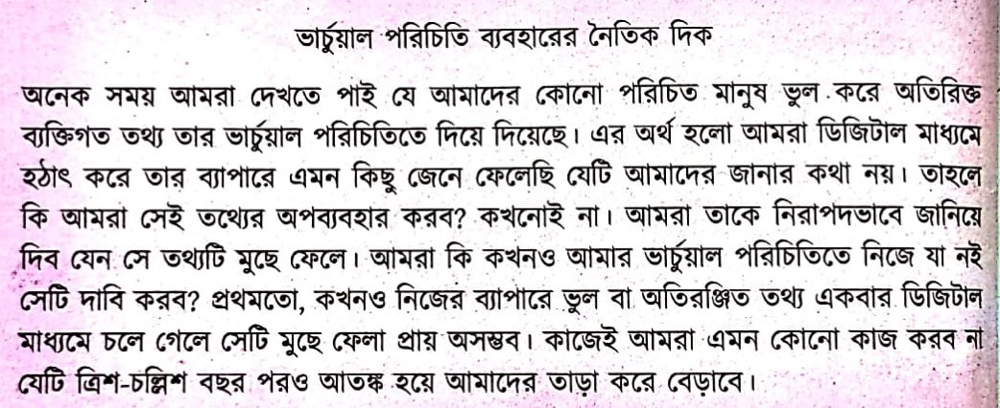 ভার্চুয়াল পরিচিতি ব্যবহারের নৈতিক দিক
অনেক সময় আমরা দেখতে পাই যে আমাদের কোনো পরিচিত মানুষ ভুল করে অতিরিক্ত
ব্যক্তিগত তথ্য তার ভার্চুয়াল পরিচিতিতে দিয়ে দিয়েছে। এর অর্থ হলো আমরা ডিজিটাল মাধ্যমে
হঠাৎ করে তার ব্যাপারে এমন কিছু জেনে ফেলেছি যেটি আমাদের জানার কথা নয়। তাহলে
কি আমরা সেই তথ্যের অপব্যবহার করব? কখনোই না। আমরা তাকে নিরাপদভাবে জানিয়ে
দিব যেন সে তথ্যটি মুছে ফেলে। আমরা কি কখনও আমার ভার্চুয়াল পরিচিতিতে নিজে যা নই
সেটি দাবি করব? প্রথমতো, কখনও নিজের ব্যাপারে ভুল বা অতিরঞ্জিত তথ্য একবার ডিজিটাল
মাধ্যমে চলে গেলে সেটি মুছে ফেলা প্রায় অসম্ভব। কাজেই আমরা এমন কোনো কাজ করব না
যেটি ত্রিশ-চল্লিশ বছর পরও আতঙ্ক হয়ে আমাদের তাড়া করে বেড়াবে।